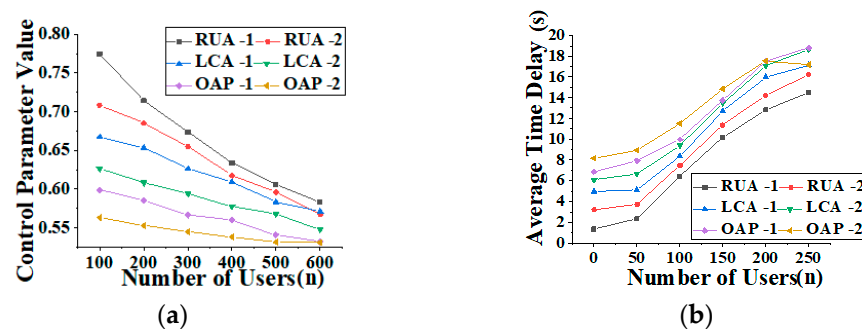 Control Parameter Value
0.80
0.75
0.70
0.65
0.60
0.55
RUA -1 RUA -2
LCA -1 LCA -2
OAP -1 OAP -2
100 200 300 400 500 600
Number of Users(n)
(a)
Average Time Delay (s)
20
18
16
14
12
10
8
6
4
2
0
RUA -1 RUA -2
LCA -1 LCA -2
OAP -1 OAP -2
0 50 100 150 200 250
Number of Users(n)
(b)